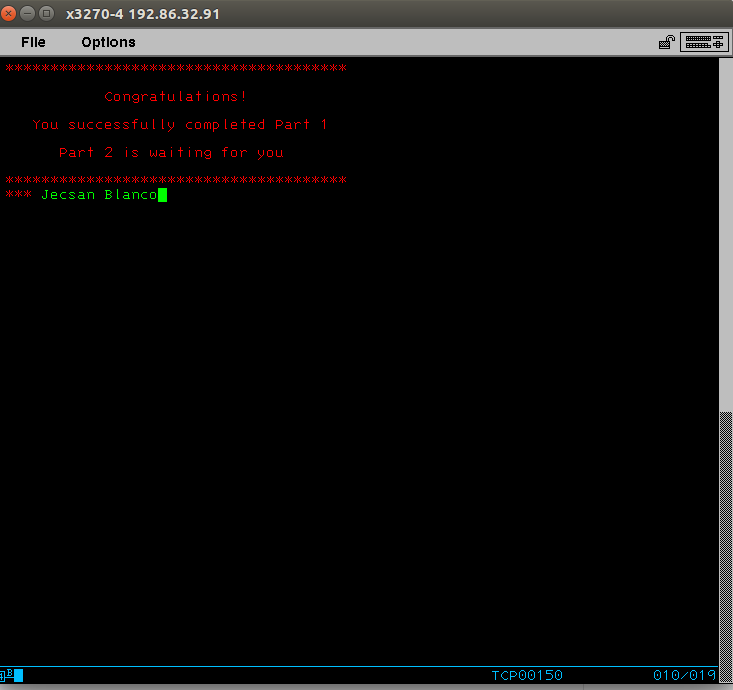 x3270-4 192.86.32.91
File Options
**************************************
Congratulations!
You successfully completed Part 1
Part 2 is waiting for you
**************************************
*** Jecsan Blanco
4 B
TCP00150 010/019